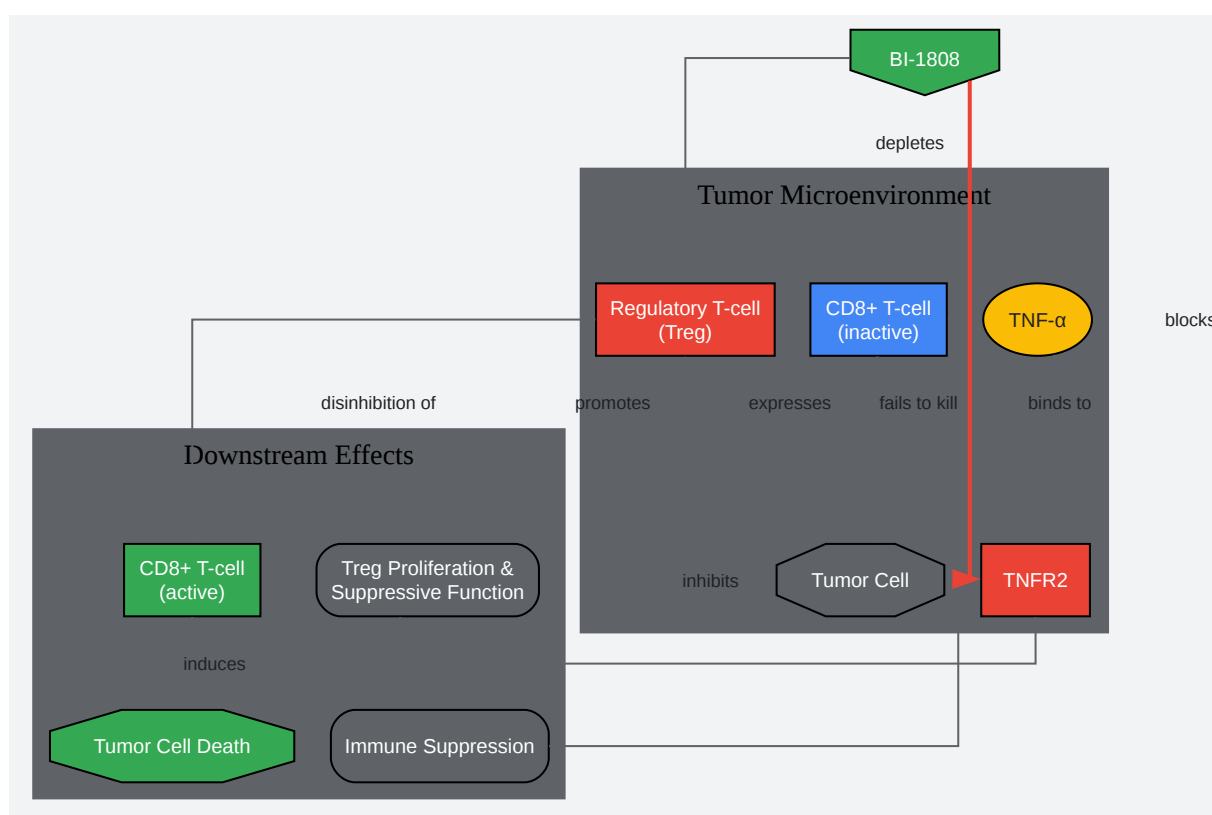 BI-1808
depletes
Tumor Microenvironment
Regulatory T-cell
(Treg)
CD8+ T-cell
(inactive)
TNF-α
blocks
disinhibition of
promotes
expresses
fails to kill
binds to
Downstream Effects
CD8+ T-cell
(active)
Treg Proliferation &
Suppressive Function
inhibits
Tumor Cell
TNFR2
induces
Tumor Cell Death
Immune Suppression